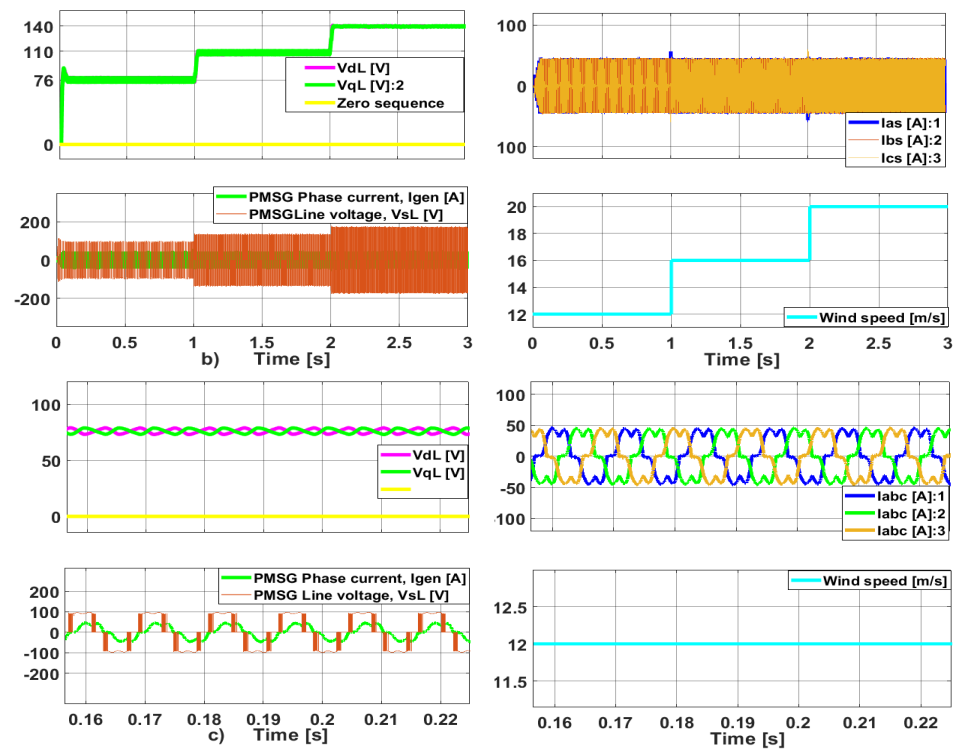 140
110
76
0
VdL [V]
VqL [V]:2
Zero sequence
100
0
100
Ias [A]:1
Ibs [A]:2
Ics [A]:3
200
0
-200
PMSG Phase current, Igen [A]
PMSGLine voltage, VsL [V]
0 0.5 1 1.5 2 2.5 3
b) Time [s]
20
18
16
14
12
Wind speed [m/s]
0 0.5 1 1.5 2 2.5 3
Time [s]
100
50
0
VdL [V]
VqL [V]
100
50
0
-50
-100
Iabc [A]:1
Iabc [A]:2
Iabc [A]:3
200
100
0
-100
-200
PMSG Phase current, Igen [A]
PMSG Line voltage, VsL [V]
0.16 0.17 0.18 0.19 0.2 0.21 0.22
c) Time [s]
12.5
12
11.5
Wind speed [m/s]
0.16 0.17 0.18 0.19 0.2 0.21 0.22
Time [s]